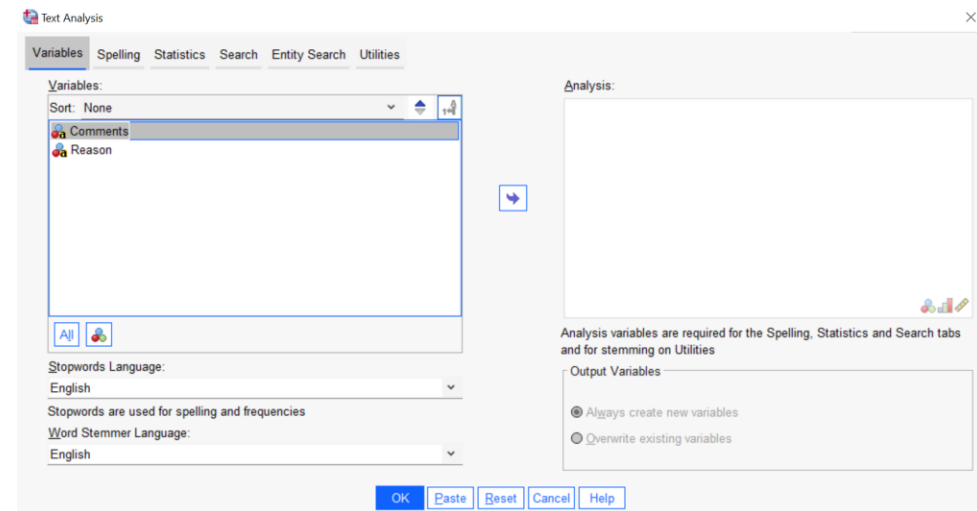 Text Analysis
Variables Spelling Statistics Search Entity Search Utilities
Variables:
Sort: None
Comments
Reason
All
Stopwords Language:
English
Stopwords are used for spelling and frequencies
Word Stemmer Language:
English
Analysis:
Analysis variables are required for the Spelling, Statistics and Search tabs
and for stemming on Utilities
Output Variables
Always create new variables
Overwrite existing variables
OK Paste Reset Cancel Help